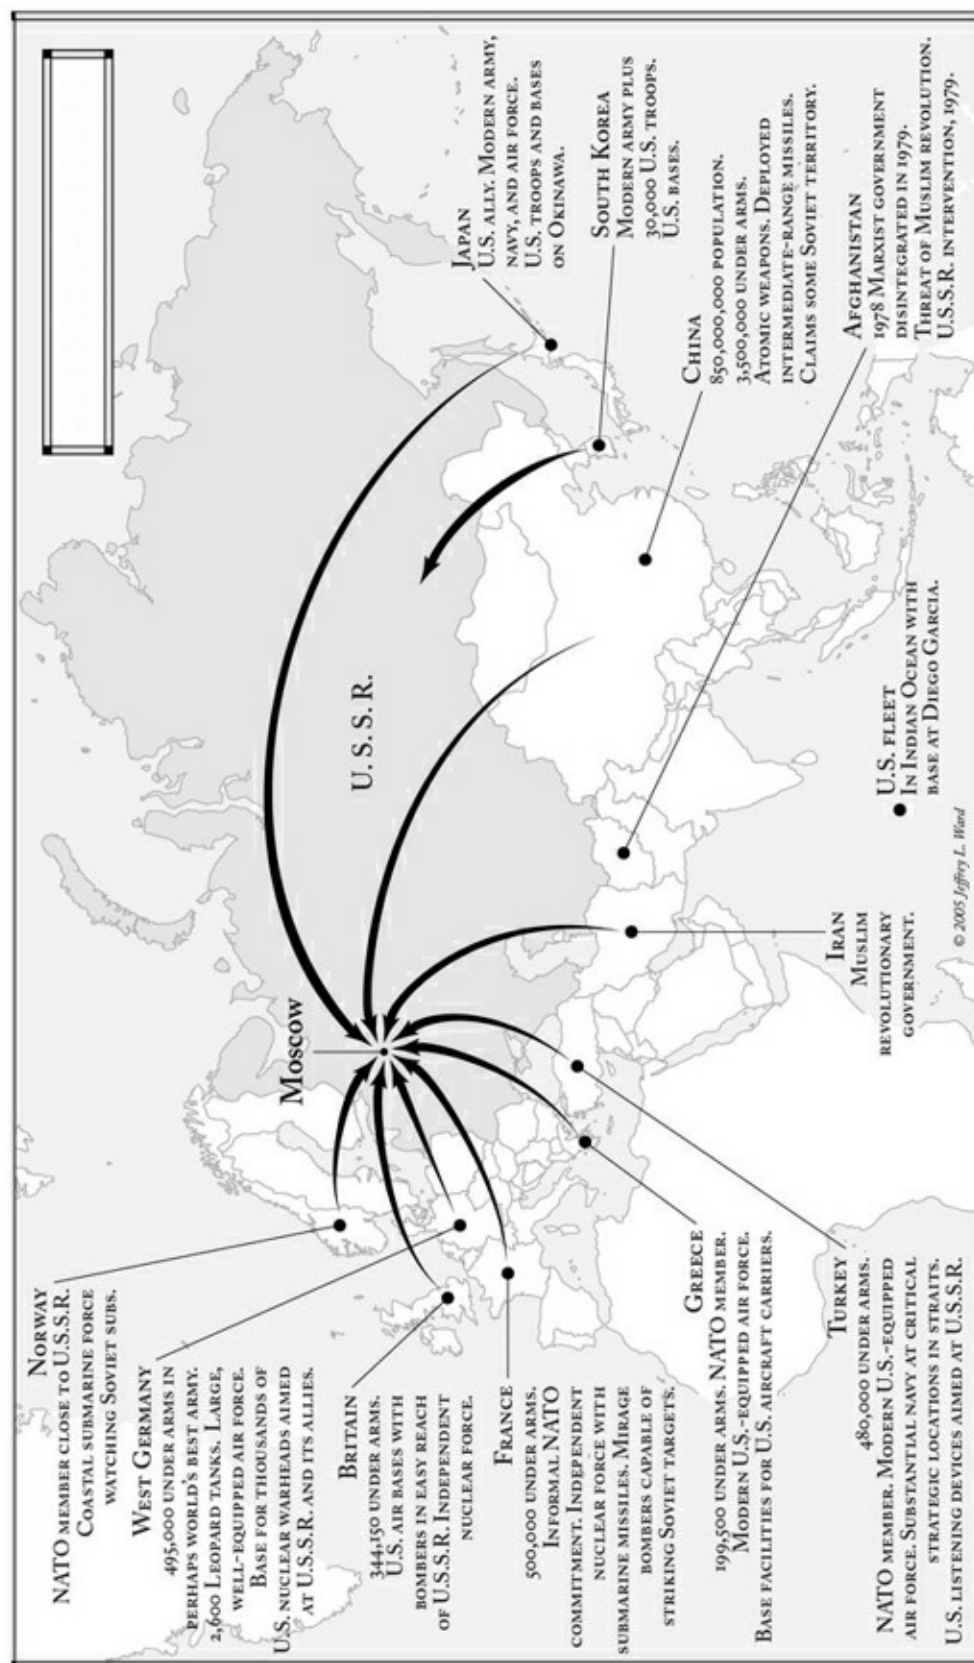 NORWAY
NATO MEMBER CLOSE TO U.S.S.R.
COASTAL SUBMARINE FORCE
WATCHING SOVIET SUBS.
WEST GERMANY
495,000 UNDER ARMS IN
PERHAPS WORLD'S BEST ARMY.
2,600 LEOPARD TANKS. LARGE,
WELL-EQUIPPED AIR FORCE.
BASE FOR THOUSANDS OF
U.S. NUCLEAR WARHEADS AIMED
AT U.S.S.R. AND ITS ALLIES.
BRITAIN
344,150 UNDER ARMS.
U.S. AIR BASES WITH
BOMBERS IN EASY REACH
OF U.S.S.R. INDEPENDENT
NUCLEAR FORCE.
FRANCE
500,000 UNDER ARMS.
INFORMAL NATO
COMMITMENT. INDEPENDENT
NUCLEAR FORCE WITH
SUBMARINE MISSILES. MIRAGE
BOMBERS CAPABLE OF
STRIKING SOVIET TARGETS.
GREECE
199,500 UNDER ARMS. NATO MEMBER.
MODERN U.S.-EQUIPPED AIR FORCE.
BASE FACILITIES FOR U.S. AIRCRAFT CARRIERS.
TURKEY
480,000 UNDER ARMS.
NATO MEMBER. MODERN U.S.-EQUIPPED
AIR FORCE. SUBSTANTIAL NAVY AT CRITICAL
STRATEGIC LOCATIONS IN STRAITS.
U.S. LISTENING DEVICES AIMED AT U.S.S.R.
MOSCOW
U. S. S. R.
IRAN
MUSLIM
REVOLUTIONARY
GOVERNMENT.
U.S. FLEET
IN INDIAN OCEAN WITH
BASE AT DIEGO GARCIA.
JAPAN
U.S. ALLY. MODERN ARMY,
NAVY, AND AIR FORCE.
U.S. TROOPS AND BASES
ON OKINAWA.
SOUTH KOREA
MODERN ARMY PLUS
30,000 U.S. TROOPS.
U.S. BASES.
CHINA
850,000,000 POPULATION.
3,500,000 UNDER ARMS.
ATOMIC WEAPONS. DEPLOYED
INTERMEDIATE-RANGE MISSILES.
CLAIMS SOME SOVIET TERRITORY.
AFGHANISTAN
1978 MARXIST GOVERNMENT
DISINTEGRATED IN 1979.
THREAT OF MUSLIM REVOLUTION.
U.S.S.R. INTERVENTION, 1979.
© 2005 Jeffrey L. Ward